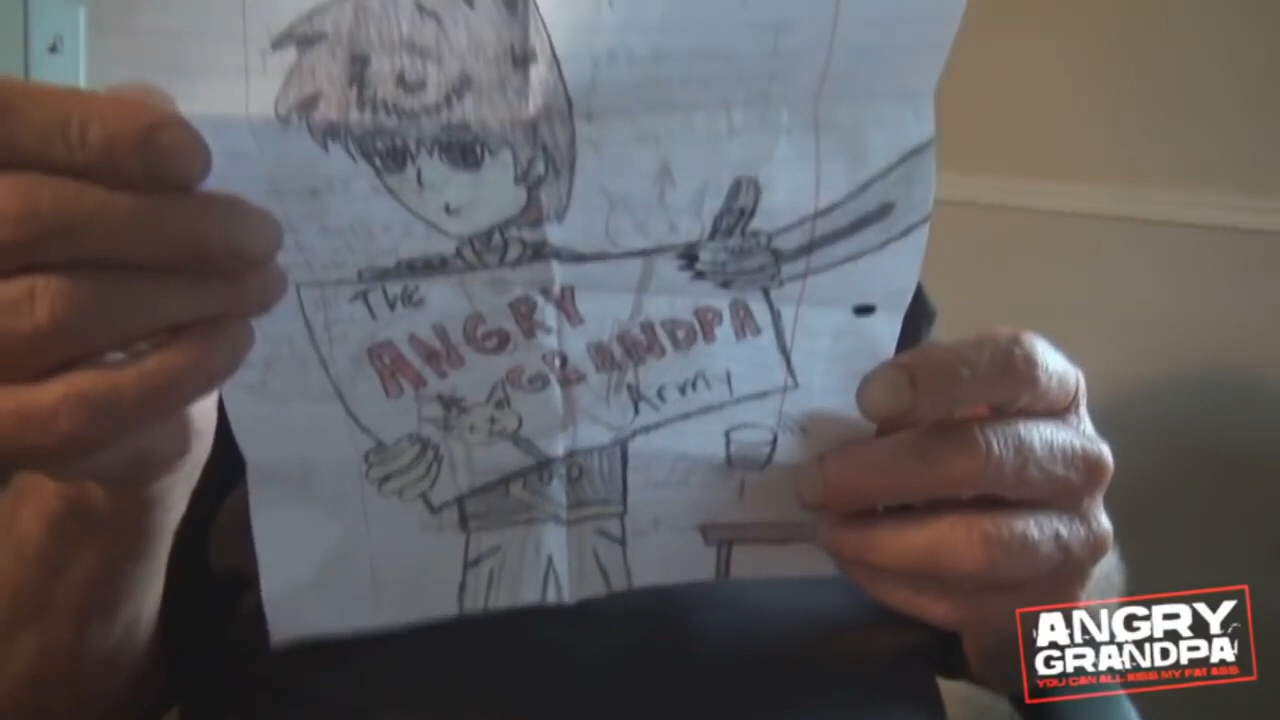 The
ANGRY
GRANDPA
Army
ANGRY
GRANDPA
YOU CAN ALL KISS MY FAT ASS